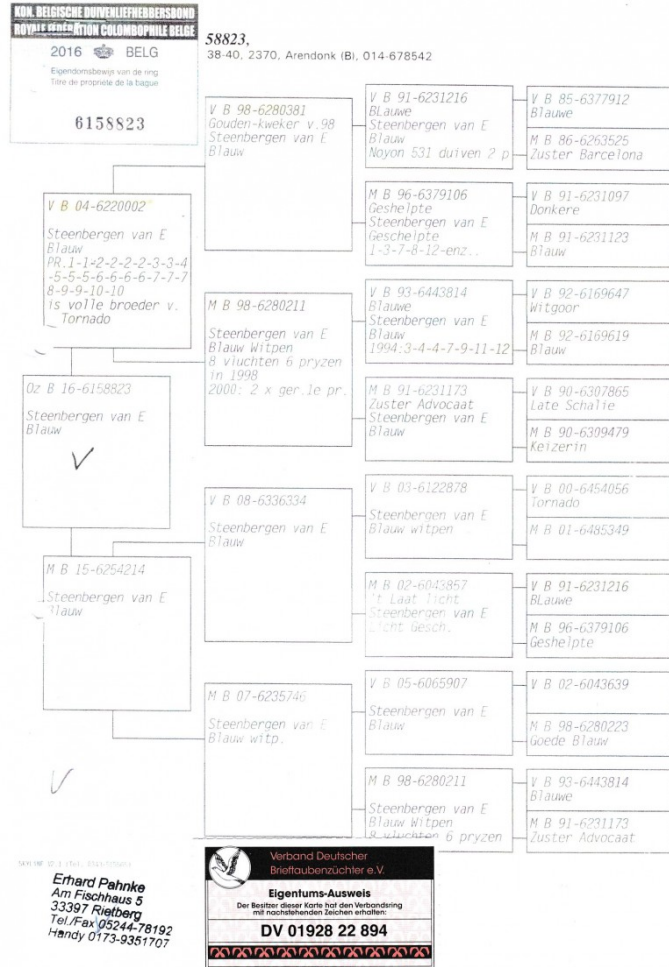 KON. BELGISCHE DUIVENLIEFHEBBERSBOND
ROYALE FEDERATION COLOMBOPHILE BELGE
2016 BELG
Eigendomsbewijs van de ring
Titre de propriete de la bague
6158823
58823,
38-40, 2370, Arendonk (B), 014-678542
V B 04-6220002
Steenbergen van E
Blauw
PR.1-1-2-2-2-2-3-3-4
-5-5-5-6-6-6-6-7-7-7
8-9-9-10-10
is volle broeder v.
Tornado
Oz B 16-6158823
Steenbergen van E
Blauw
M B 15-6254214
Steenbergen van E
Blauw
V B 98-6280381
Gouden-kweker v.98
Steenbergen van E
Blauw
M B 98-6280211
Steenbergen van E
Blauw Witpen
8 vluchten 6 pryzen
in 1998
2000: 2 x ger.1e pr.
V B 08-6336334
Steenbergen van E
Blauw
M B 07-6235746
Steenbergen van E
Blauw witp.
V B 91-6231216
BLauwe
Steenbergen van E
Blauw
Noyon 531 duiven 2 p
M B 96-6379106
Geshelpte
Steenbergen van E
Geschelpte
1-3-7-8-12-enz..
V B 93-6443814
Blauwe
Steenbergen van E
Blauw
1994:3-4-4-7-9-11-12
M B 91-6231173
Zuster Advocaat
Steenbergen van E
Blauw
V B 03-6122878
Steenbergen van E
Blauw witpen
M B 02-6043857
't Laat licht
Steenbergen van E
Licht Gesch.
V B 05-6065907
Steenbergen van E
Blauw
M B 98-6280211
Steenbergen van E
Blauw Witpen
8 vluchten 6 pryzen
V B 85-6377912
Blauwe
M B 86-6263525
Zuster Barcelona
V B 91-6231097
Donkere
M B 91-6231123
Blauw
V B 92-6169647
Witgoor
M B 92-6169619
Blauw
V B 90-6307865
Late Schalie
M B 90-6309479
Keizerin
V B 00-6454056
Tornado
M B 01-6485349
V B 91-6231216
BLauwe
M B 96-6379106
Geshelpte
V B 02-6043639
M B 98-6280223
Goede Blauw
V B 93-6443814
Blauwe
M B 91-6231173
Zuster Advocaat
Erhard Pahnke
Am Fischhaus 5
33397 Rietberg
Tel./Fax 05244-78192
Handy 0173-9351707
Verband Deutscher
Brieftaubenzüchter e.V.
Eigentums-Ausweis
Der Besitzer dieser Karte hat den Verbandsring
mit nachstehenden Zeichen erhalten:
DV 01928 22 894